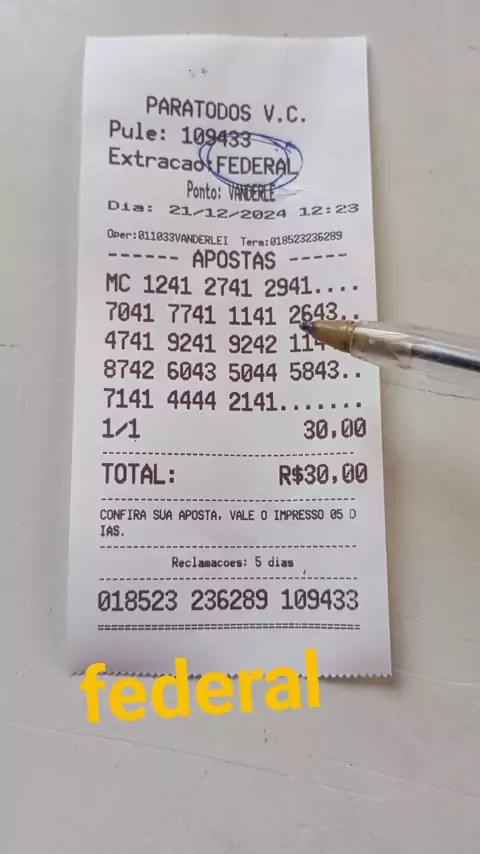 PARATODOS V.C.
Pule: 109433
Extracao:FEDERAL
Ponto: VANDERLE
Dia: 21/12/2024 12:23
Oper:011033VANDERLEI Term:018523236289
------ APOSTAS -----
MC 1241 2741 2941....
7041 7741 1141 2643..
4741 9241 9242
8742 6043 5044 5843..
7141 4444 2141.......
1/1 30,00
TOTAL: R$30,00
CONFIRA SUA APOSTA, VALE O IMPRESSO 05 D
IAS.
Reclamacoes: 5 dias
018523 236289 109433
federal